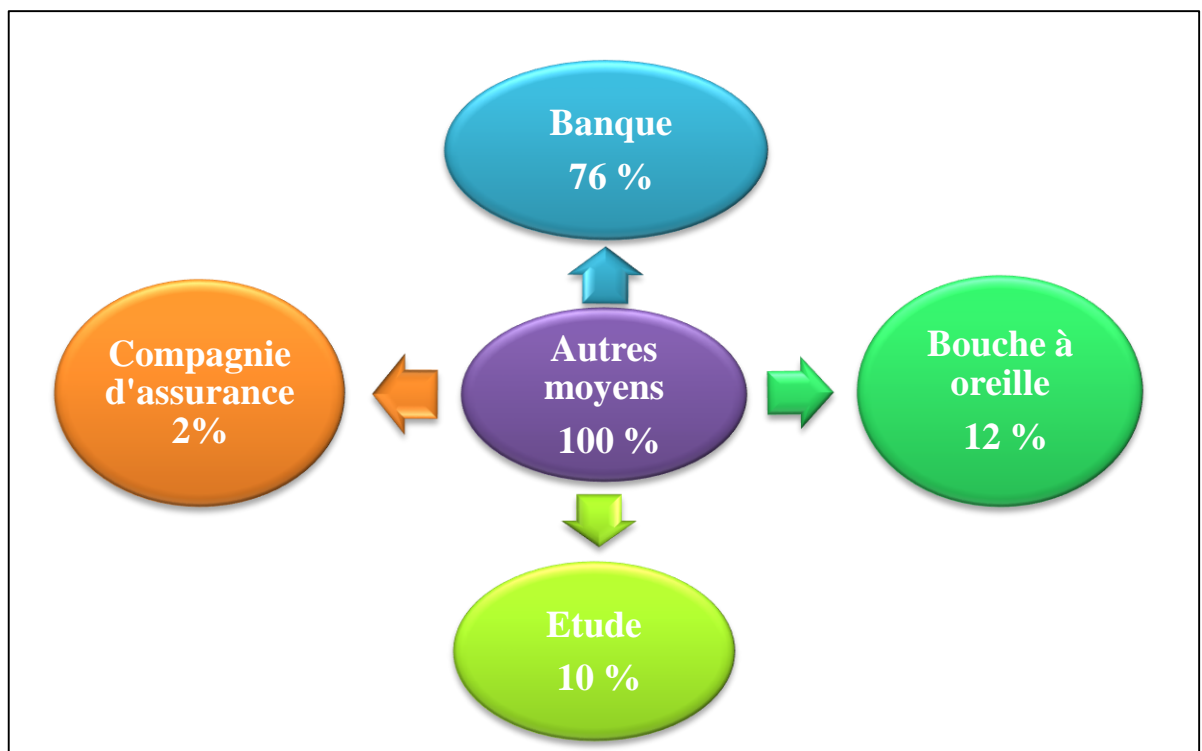 Banque
76 %
Compagnie
d'assurance
2%
Autres
moyens
100 %
Bouche à
oreille
12 %
Etude
10 %